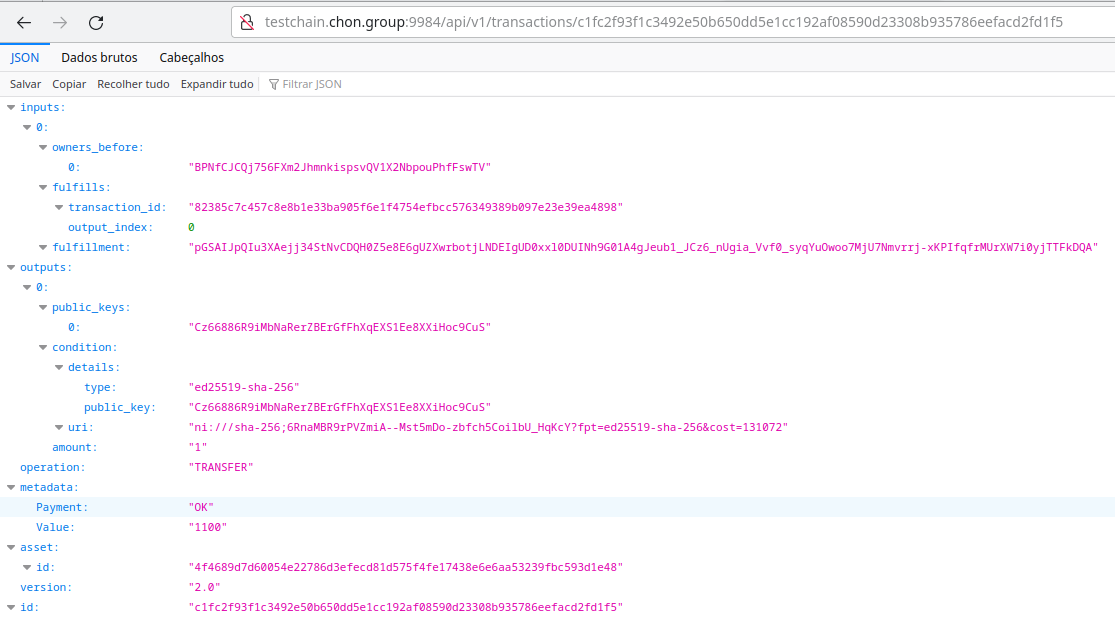 testchain.chon.group:9984/api/v1/transactions/c1fc2f93f1c3492e50b650dd5e1cc192af08590d23308b935786eefacd2fd1f5
JSON Dados brutos Cabeçalhos
Salvar Copiar Recolher tudo Expandir tudo Filtrar JSON
inputs:
0:
owners_before:
0: "BPNfCJCQj756FXm2JhmnkispsvQV1X2NbpouPhfFswTV"
fulfills:
transaction_id: "82385c7c457c8e8b1e33ba905f6e1f4754efbcc576349389b097e23e39ea4898"
output_index: 0
fulfillment: "pGSAIJpQIu3XAejj34StNvCDQH0Z5e8E6gUZXwrbotjLNDEIgUD0xxl0DUINh9G01A4gJeub1_JCz6_nUgia_Vvf0_syqYuOwoo7MjU7Nmvrrj-xKPIfqfrMUrXW7i0yjTTFkDQA"
outputs:
0:
public_keys:
0: "Cz66886R9iMbNaRerZBErGfFhXqEXS1Ee8XXiHoc9CuS"
condition:
details:
type: "ed25519-sha-256"
public_key: "Cz66886R9iMbNaRerZBErGfFhXqEXS1Ee8XXiHoc9CuS"
uri: "ni:///sha-256;6RnaMBR9rPVZmiA--Mst5mDo-zbfch5CoilbU_HqKcY?fpt=ed25519-sha-256&cost=131072"
amount: "1"
operation: "TRANSFER"
metadata:
Payment: "OK"
Value: "1100"
asset:
id: "4f4689d7d60054e22786d3efecd81d575f4fe17438e6e6aa53239fbc593d1e48"
version: "2.0"
id: "c1fc2f93f1c3492e50b650dd5e1cc192af08590d23308b935786eefacd2fd1f5"